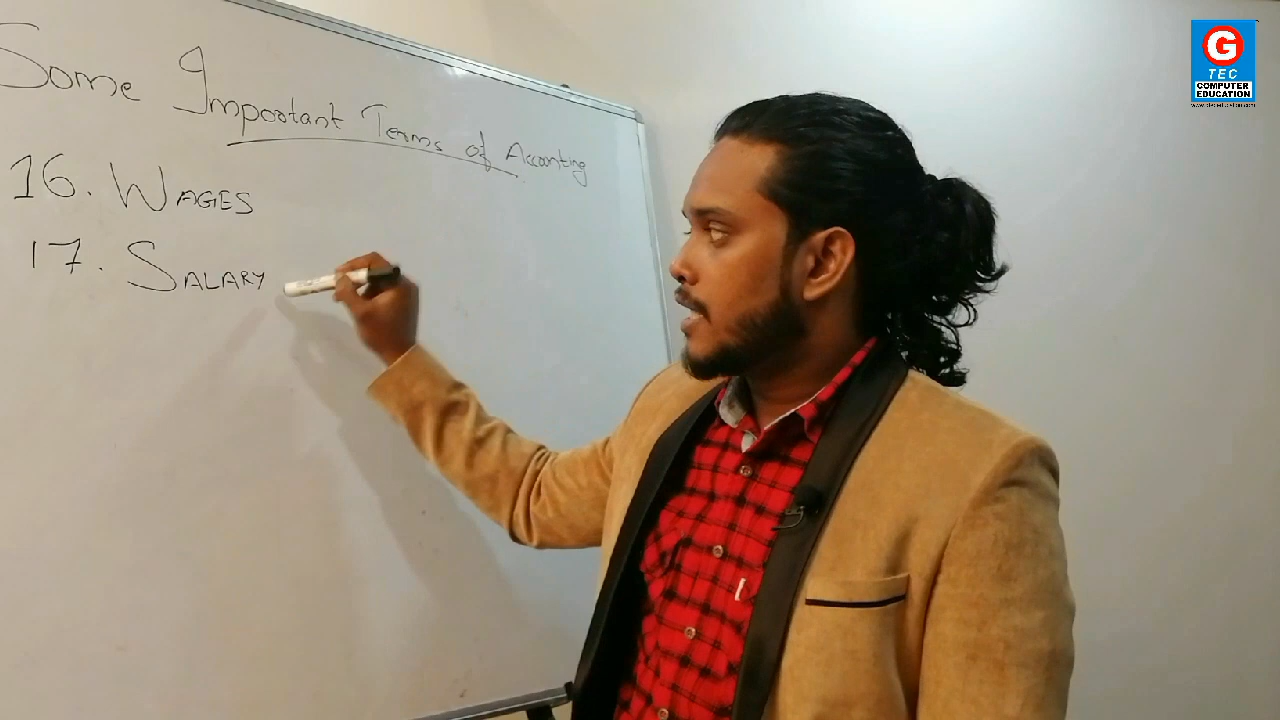 Some Important Terms of Accounting
16. WAGES
17. SALARY
G
TEC
COMPUTER
EDUCATION